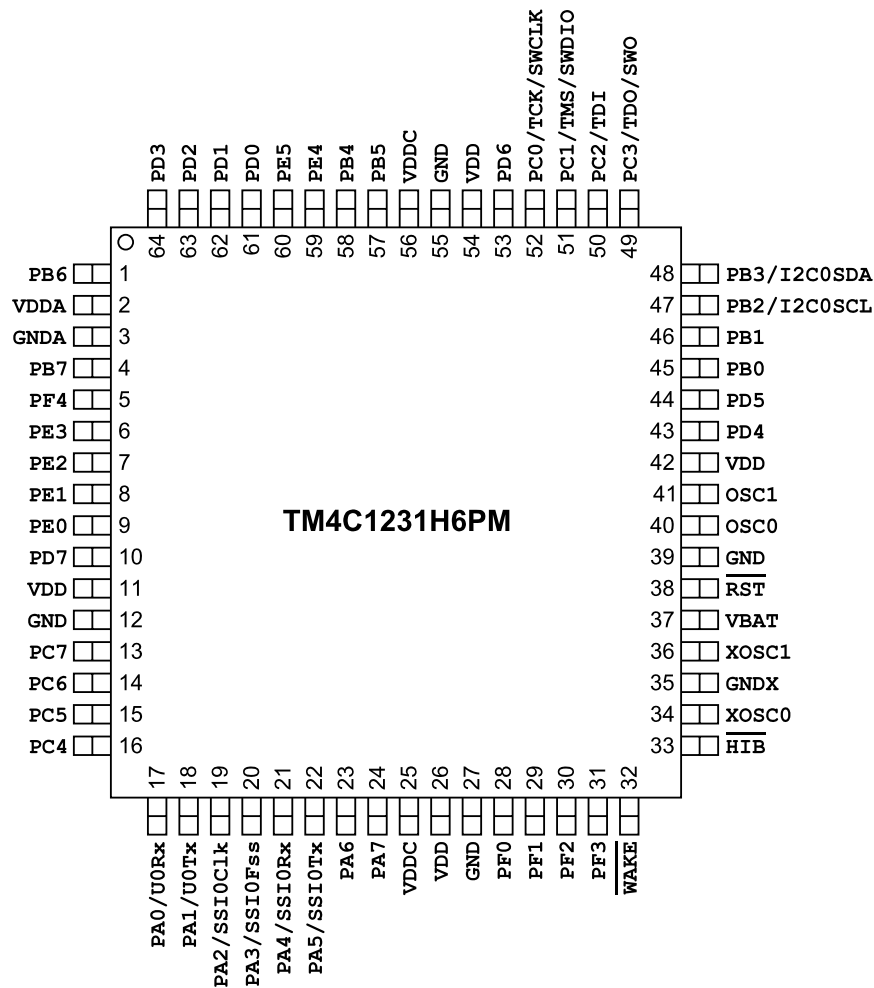 PD3
PD2
PD1
PD0
PE5
PE4
PB4
PB5
VDDC
GND
VDD
PD6
PC0/TCK/SWCLK
PC1/TMS/SWDIO
PC2/TDI
PC3/TDO/SWO
64
63
62
61
60
59
58
57
56
55
54
53
52
51
50
49
PB6 1
VDDA 2
GNDA 3
PB7 4
PF4 5
PE3 6
PE2 7
PE1 8
PE0 9
PD7 10
VDD 11
GND 12
PC7 13
PC6 14
PC5 15
PC4 16
TM4C1231H6PM
48 PB3/I2C0SDA
47 PB2/I2C0SCL
46 PB1
45 PB0
44 PD5
43 PD4
42 VDD
41 OSC1
40 OSC0
39 GND
38 RST
37 VBAT
36 XOSC1
35 GNDX
34 XOSC0
33 HIB
17
18
19
20
21
22
23
24
25
26
27
28
29
30
31
32
PA0/U0Rx
PA1/U0Tx
PA2/SSI0Clk
PA3/SSI0Fss
PA4/SSI0Rx
PA5/SSI0Tx
PA6
PA7
VDDC
VDD
GND
PF0
PF1
PF2
PF3
WAKE